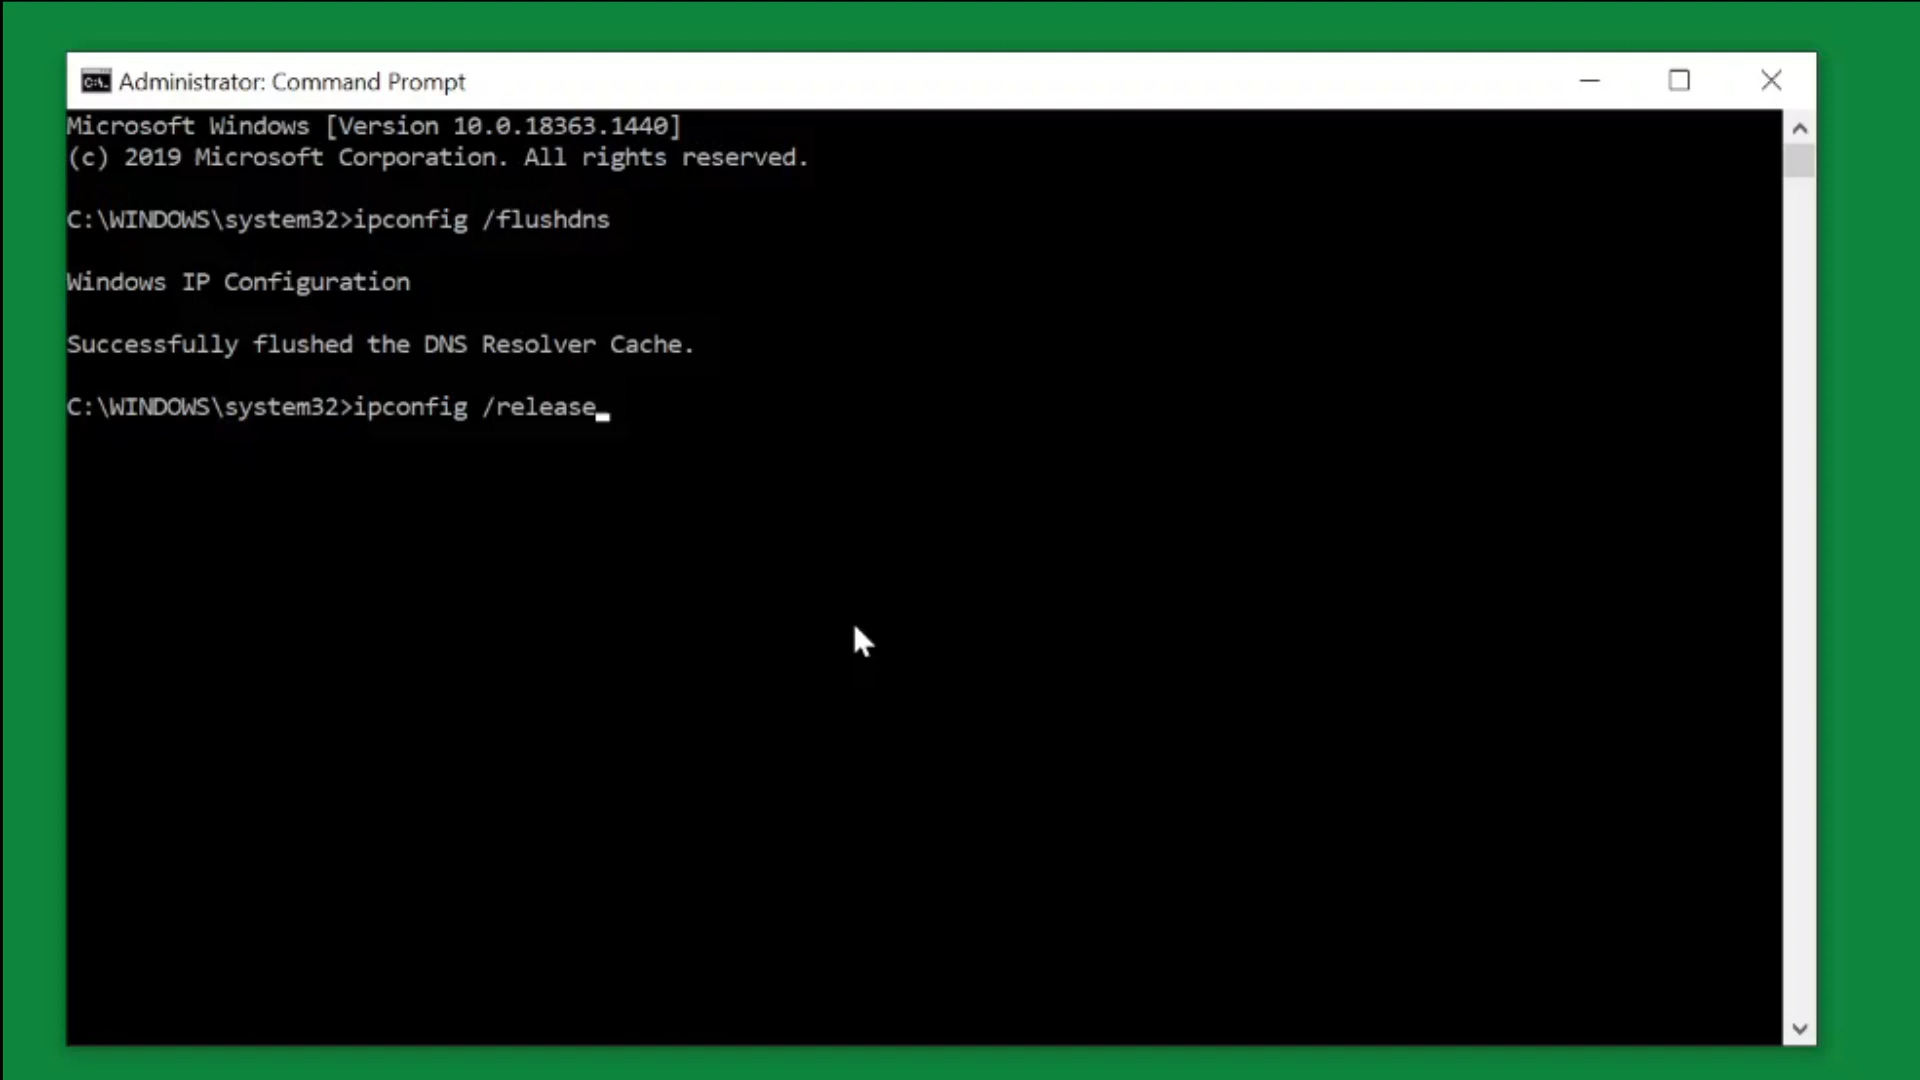 Administrator: Command Prompt
Microsoft Windows [Version 10.0.18363.1440]
(c) 2019 Microsoft Corporation. All rights reserved.
C:\WINDOWS\system32>ipconfig /flushdns
Windows IP Configuration
Successfully flushed the DNS Resolver Cache.
C:\WINDOWS\system32>ipconfig /release